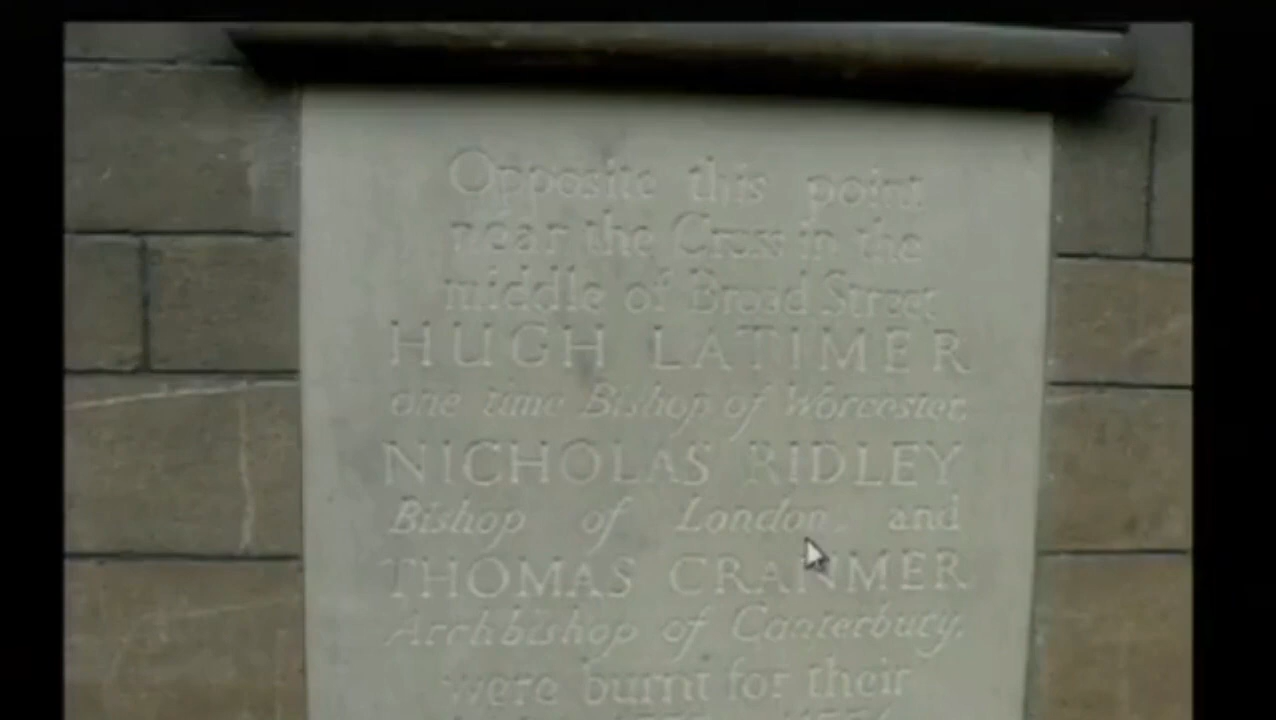 Opposite this point
near the Cross in the
middle of Broad Street
HUGH LATIMER
one time Bishop of Worcester,
NICHOLAS RIDLEY
Bishop of London, and
THOMAS CRANMER
Archbishop of Canterbury,
were burnt for their